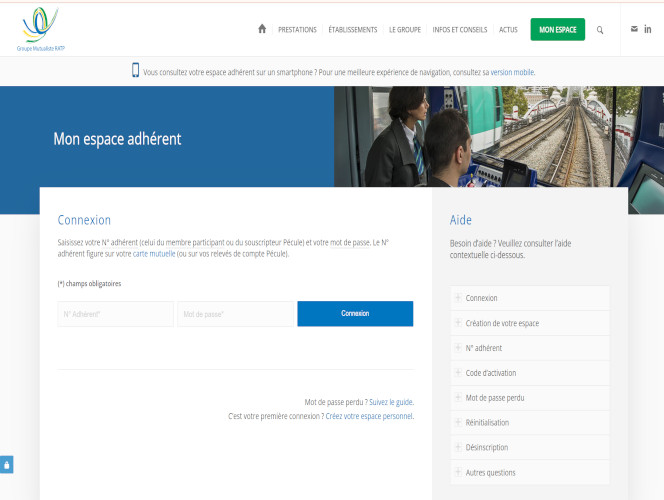 PRESTATIONS
ÉTABLISSEMENTS
LE GROUPE
INFOS ET CONSEILS
ACTUS
MON ESPACE
Groupe Mutualiste RATP
Vous consultez votre espace adhérent sur un smartphone ? Pour une meilleure expérience de navigation, consultez sa version mobile.
Mon espace adhérent
Connexion
Saisissez votre N° adhérent (celui du membre participant ou du souscripteur Pécule) et votre mot de passe. Le N°
adhérent figure sur votre carte mutuelle (ou sur vos relevés de compte Pécule).
(*) champs obligatoires
N° Adhérent*
Mot de passe*
Connexion
Mot de passe perdu ? Suivez le guide.
C'est votre première connexion ? Créez votre espace personnel.
Aide
Besoin d'aide ? Veuillez consulter l'aide
contextuelle ci-dessous.
Connexion
Création de votre espace
N° adhérent
Code d'activation
Mot de passe perdu
Réinitialisation
Désinscription
Autres questions